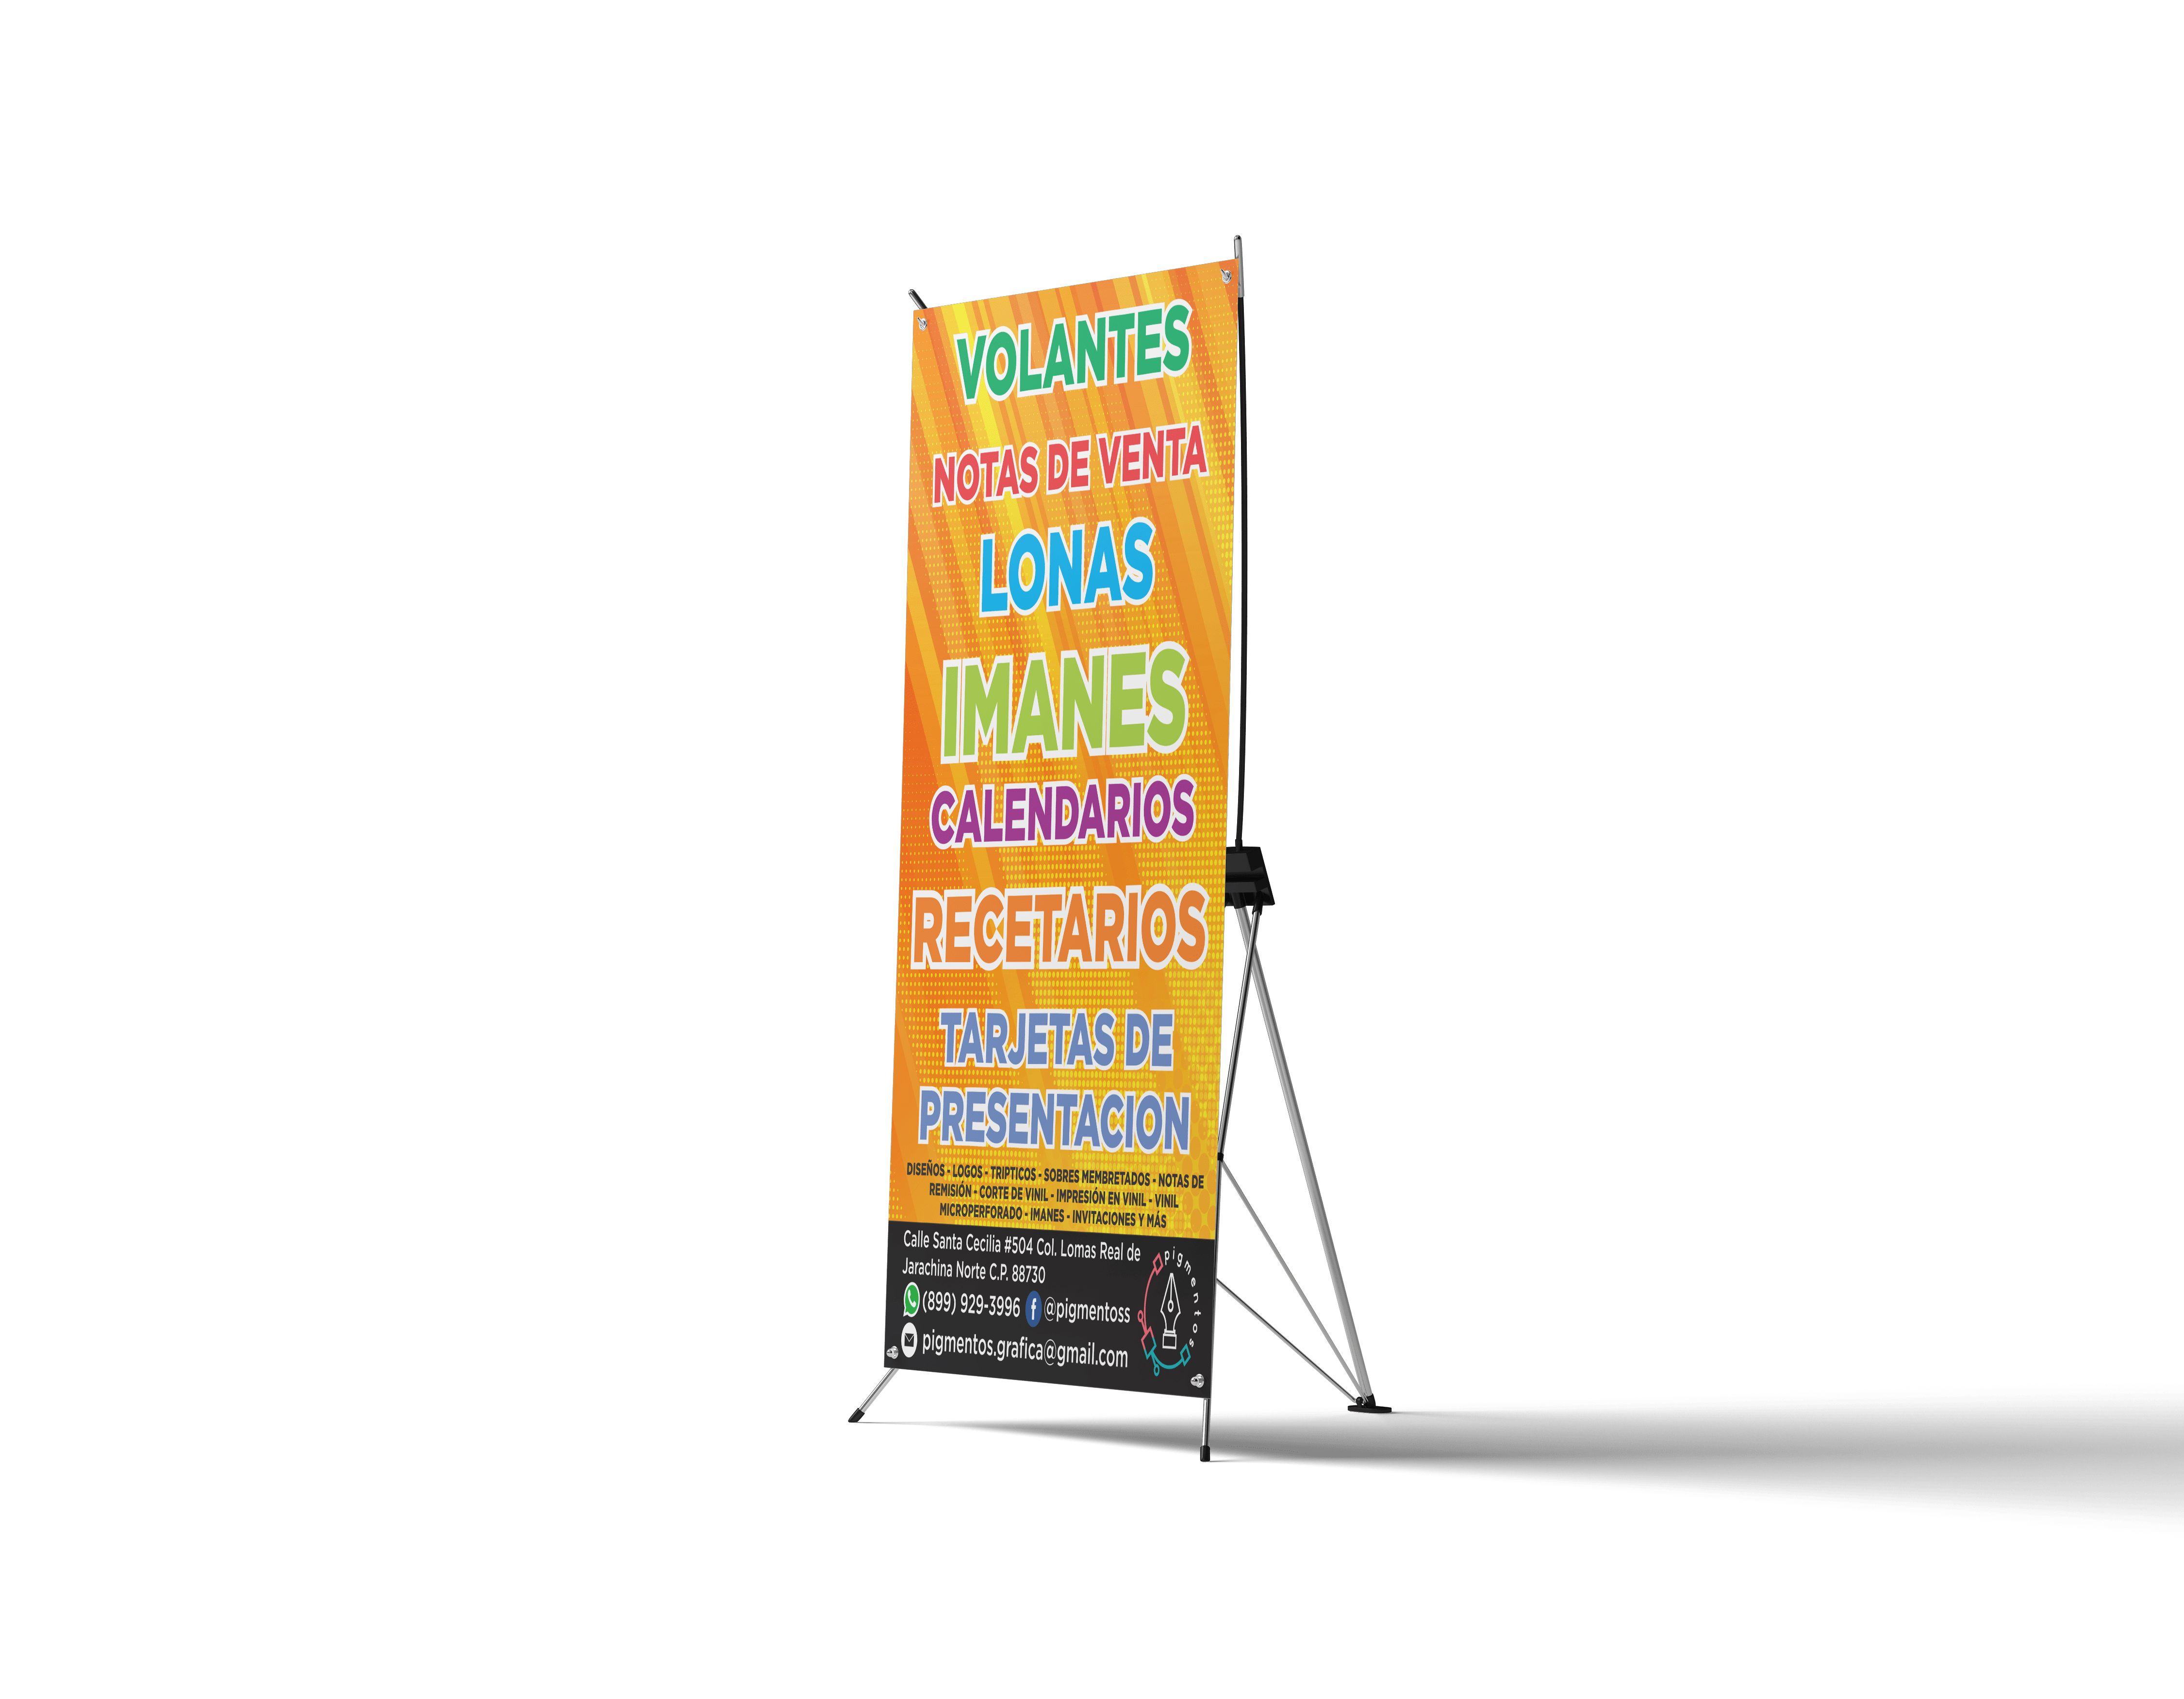 VOLANTES
NOTAS DE VENTA
LONAS
IMANES
CALENDARIOS
RECETARIOS
TARJETAS DE
PRESENTACION
DISEÑOS - LOGOS - TRIPTICOS - SOBRES MEMBRETADOS - NOTAS DE
REMISIÓN - CORTE DE VINIL - IMPRESIÓN EN VINIL - VINIL
MICROPERFORADO - IMANES - INVITACIONES Y MÁS
Calle Santa Cecilia #504 Col. Lomas Real de
Jarachina Norte C.P. 88730
(899) 929-3996 @pigmentoss
pigmentos.grafica@gmail.com
pigmentos